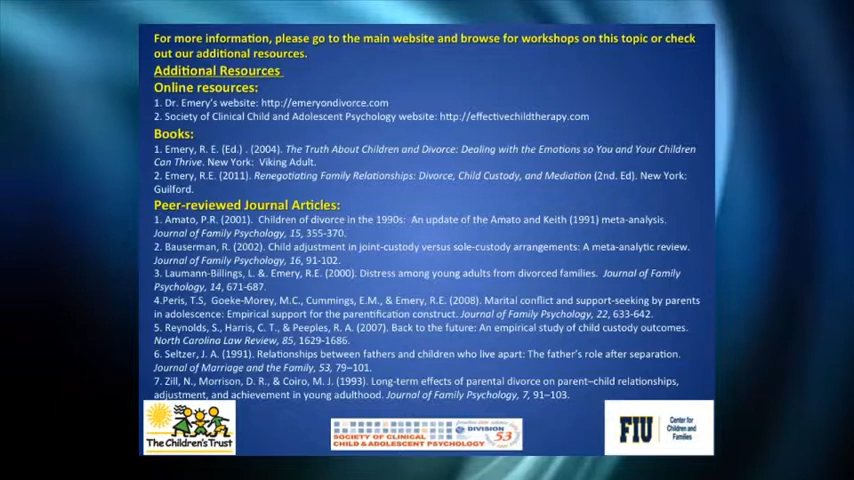 For more information, please go to the main website and browse for workshops on this topic or check
out our additional resources.
Additional Resources
Online resources:
1. Dr. Emery's website: http://emeryondivorce.com
2. Society of Clinical Child and Adolescent Psychology website: http://effectivechildtherapy.com
Books:
1. Emery, R. E. (Ed.) . (2004). The Truth About Children and Divorce: Dealing with the Emotions so You and Your Children
Can Thrive. New York: Viking Adult.
2. Emery, R.E. (2011). Renegotiating Family Relationships: Divorce, Child Custody, and Mediation (2nd. Ed). New York:
Guilford.
Peer-reviewed Journal Articles:
1. Amato, P.R. (2001). Children of divorce in the 1990s: An update of the Amato and Keith (1991) meta-analysis.
Journal of Family Psychology, 15, 355-370.
2. Bauserman, R. (2002). Child adjustment in joint-custody versus sole-custody arrangements: A meta-analytic review.
Journal of Family Psychology, 16, 91-102.
3. Laumann-Billings, L. &. Emery, R.E. (2000). Distress among young adults from divorced families. Journal of Family
Psychology, 14, 671-687.
4.Peris, T.S, Goeke-Morey, M.C., Cummings, E.M., & Emery, R.E. (2008). Marital conflict and support-seeking by parents
in adolescence: Empirical support for the parentification construct. Journal of Family Psychology, 22, 633-642.
5. Reynolds, S., Harris, C. T., & Peeples, R. A. (2007). Back to the future: An empirical study of child custody outcomes.
North Carolina Law Review, 85, 1629-1686.
6. Seltzer, J. A. (1991). Relationships between fathers and children who live apart: The father's role after separation.
Journal of Marriage and the Family, 53, 79–101.
7. Zill, N., Morrison, D. R., & Coiro, M. J. (1993). Long-term effects of parental divorce on parent–child relationships,
adjustment, and achievement in young adulthood. Journal of Family Psychology, 7, 91–103.
The Children's Trust
DIVISION 53
SOCIETY OF CLINICAL
CHILD & ADOLESCENT PSYCHOLOGY
FIU
Center for
Children and
Families